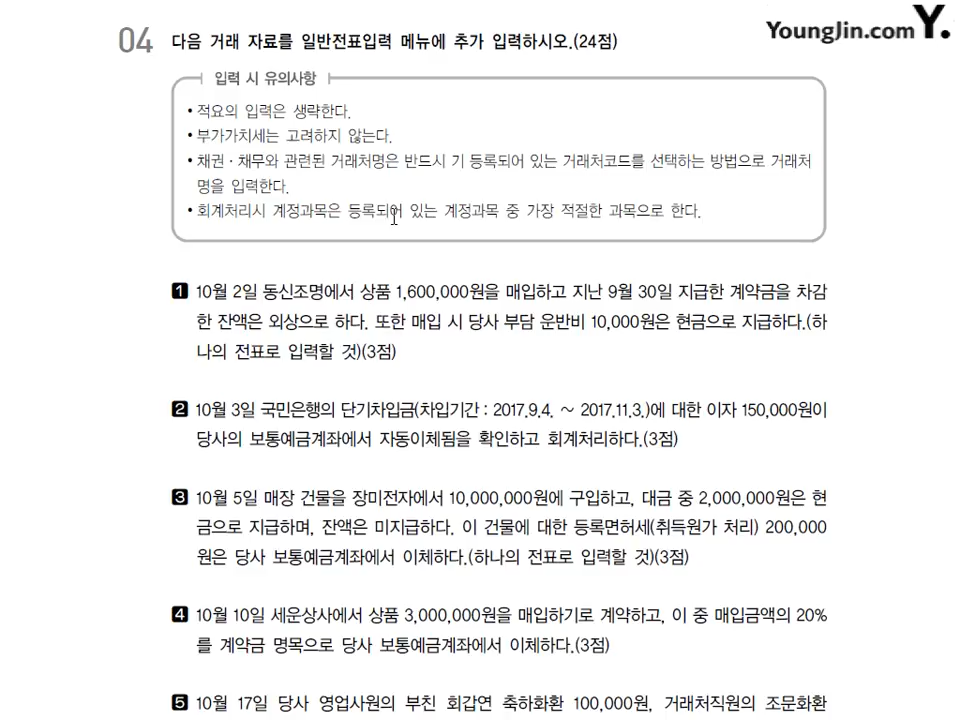 YoungJin.com Y.
04 다음 거래 자료를 일반전표입력 메뉴에 추가 입력하시오.(24점)
입력 시 유의사항
• 적요의 입력은 생략한다.
• 부가가치세는 고려하지 않는다.
• 채권·채무와 관련된 거래처명은 반드시 기 등록되어 있는 거래처코드를 선택하는 방법으로 거래처
명을 입력한다.
• 회계처리시 계정과목은 등록되어 있는 계정과목 중 가장 적절한 과목으로 한다.
1 10월 2일 동신조명에서 상품 1,600,000원을 매입하고 지난 9월 30일 지급한 계약금을 차감
한 잔액은 외상으로 하다. 또한 매입 시 당사 부담 운반비 10,000원은 현금으로 지급하다.(하
나의 전표로 입력할 것)(3점)
2 10월 3일 국민은행의 단기차입금(차입기간 : 2017.9.4. ~ 2017.11.3.)에 대한 이자 150,000원이
당사의 보통예금계좌에서 자동이체됨을 확인하고 회계처리하다.(3점)
3 10월 5일 매장 건물을 장미전자에서 10,000,000원에 구입하고, 대금 중 2,000,000원은 현
금으로 지급하며, 잔액은 미지급하다. 이 건물에 대한 등록면허세(취득원가 처리) 200,000
원은 당사 보통예금계좌에서 이체하다.(하나의 전표로 입력할 것)(3점)
4 10월 10일 세운상사에서 상품 3,000,000원을 매입하기로 계약하고, 이 중 매입금액의 20%
를 계약금 명목으로 당사 보통예금계좌에서 이체하다.(3점)
5 10월 17일 당사 영업사원의 부친 회갑연 축하화환 100,000원, 거래처직원의 조문화환